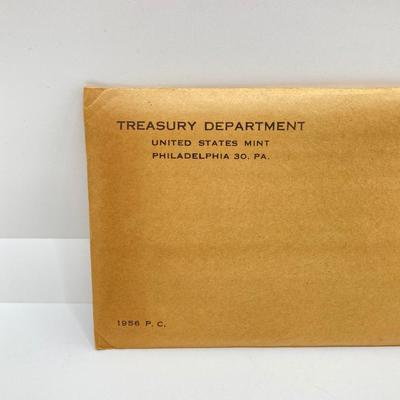 TREASURY DEPARTMENT
UNITED STATES MINT
PHILADELPHIA 30, PA.
1956 P. C.